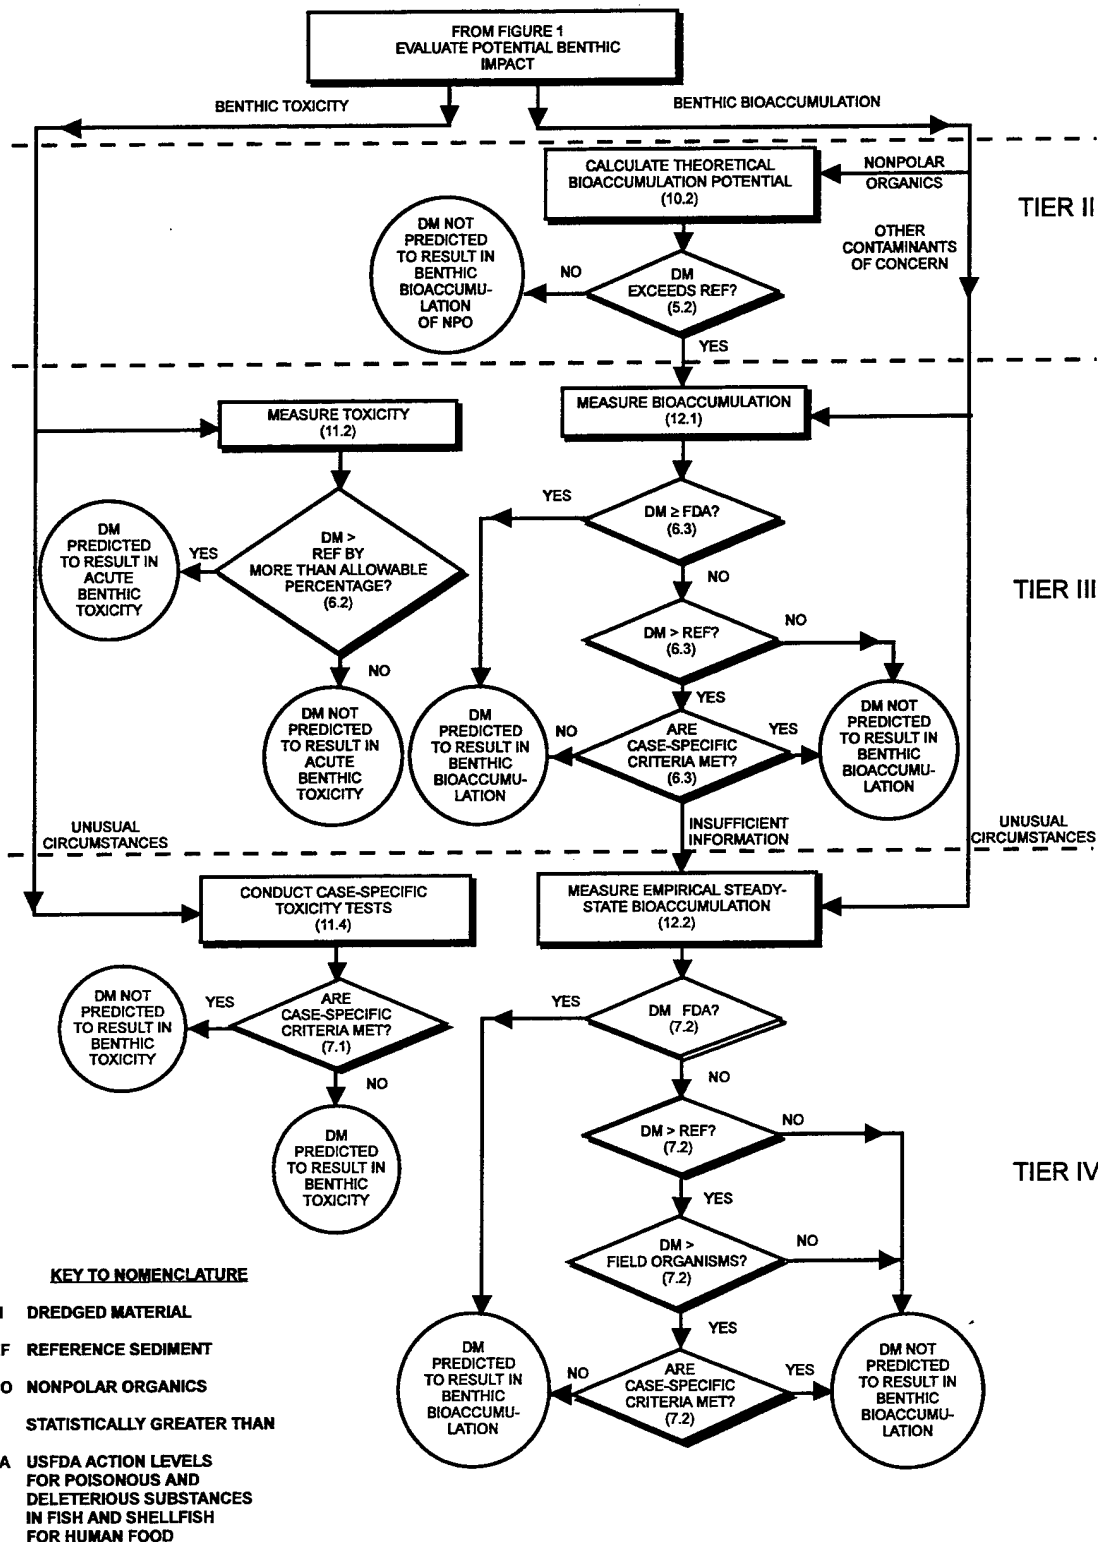 FROM FIGURE 1
EVALUATE POTENTIAL BENTHIC
IMPACT
BENTHIC TOXICITY
BENTHIC BIOACCUMULATION
CALCULATE THEORETICAL
BIOACCUMULATION POTENTIAL
(10.2)
NONPOLAR
ORGANICS
TIER II
OTHER
CONTAMINANTS
OF CONCERN
DM NOT
PREDICTED
TO RESULT IN
BENTHIC
BIOACCUMU-
LATION
OF NPO
NO
DM
EXCEEDS REF?
(5.2)
YES
MEASURE TOXICITY
(11.2)
MEASURE BIOACCUMULATION
(12.1)
YES
DM ≥ FDA?
(6.3)
NO
DM
PREDICTED
TO RESULT IN
ACUTE
BENTHIC
TOXICITY
YES
DM >
REF BY
MORE THAN ALLOWABLE
PERCENTAGE?
(6.2)
NO
TIER III
DM > REF?
(6.3)
NO
YES
DM NOT
PREDICTED
TO RESULT IN
ACUTE
BENTHIC
TOXICITY
DM
PREDICTED
TO RESULT IN
BENTHIC
BIOACCUMU-
LATION
NO
ARE
CASE-SPECIFIC
CRITERIA MET?
(6.3)
YES
DM NOT
PREDICTED
TO RESULT IN
BENTHIC
BIOACCUMU-
LATION
UNUSUAL
CIRCUMSTANCES
INSUFFICIENT
INFORMATION
UNUSUAL
CIRCUMSTANCES
CONDUCT CASE-SPECIFIC
TOXICITY TESTS
(11.4)
MEASURE EMPIRICAL STEADY-
STATE BIOACCUMULATION
(12.2)
DM NOT
PREDICTED
TO RESULT IN
BENTHIC
TOXICITY
YES
ARE
CASE-SPECIFIC
CRITERIA MET?
(7.1)
NO
DM
PREDICTED
TO RESULT IN
BENTHIC
TOXICITY
YES
DM FDA?
(7.2)
NO
DM > REF?
(7.2)
NO
YES
TIER IV
DM >
FIELD ORGANISMS?
(7.2)
NO
YES
DM
PREDICTED
TO RESULT IN
BENTHIC
BIOACCUMU-
LATION
NO
ARE
CASE-SPECIFIC
CRITERIA MET?
(7.2)
YES
DM NOT
PREDICTED
TO RESULT IN
BENTHIC
BIOACCUMU-
LATION
KEY TO NOMENCLATURE
DREDGED MATERIAL
F REFERENCE SEDIMENT
O NONPOLAR ORGANICS
STATISTICALLY GREATER THAN
A USFDA ACTION LEVELS
FOR POISONOUS AND
DELETERIOUS SUBSTANCES
IN FISH AND SHELLFISH
FOR HUMAN FOOD